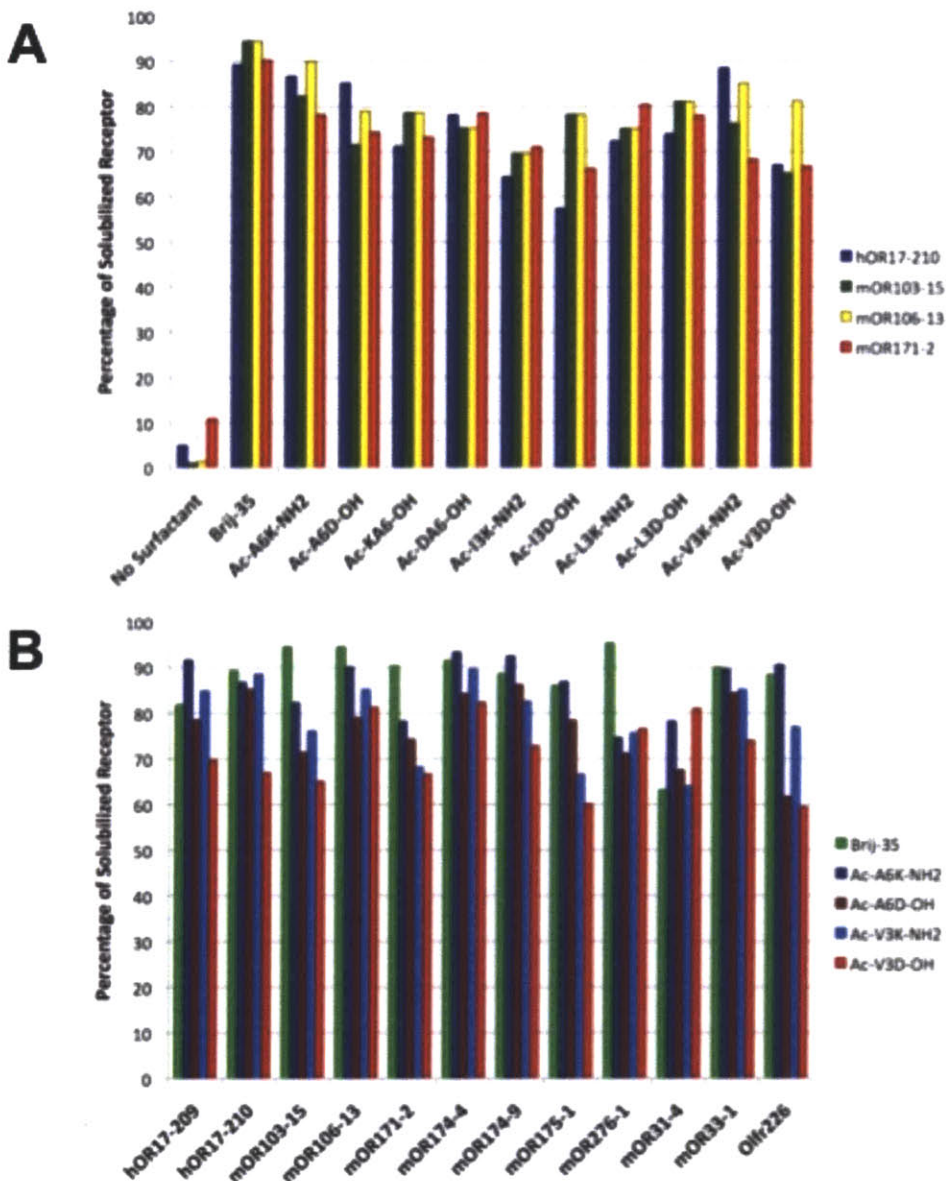 A
100
90
80
70
60
50
40
30
20
10
0
Percentage of Solubilized Receptor
No Surfactant
Brij-35
Ac-A6K-NH2
Ac-A6D-OH
Ac-KA6-OH
Ac-DA6-OH
Ac-I3K-NH2
Ac-I3D-OH
Ac-L3K-NH2
Ac-L3D-OH
Ac-V3K-NH2
Ac-V3D-OH
hOR17-210
mOR103-15
mOR106-13
mOR171-2
B
100
90
80
70
60
50
40
30
20
10
0
Percentage of Solubilized Receptor
hOR17-209
hOR17-210
mOR103-15
mOR106-13
mOR171-2
mOR174-4
mOR174-9
mOR175-1
mOR276-1
mOR31-4
mOR33-1
Olfr226
Brij-35
Ac-A6K-NH2
Ac-A6D-OH
Ac-V3K-NH2
Ac-V3D-OH